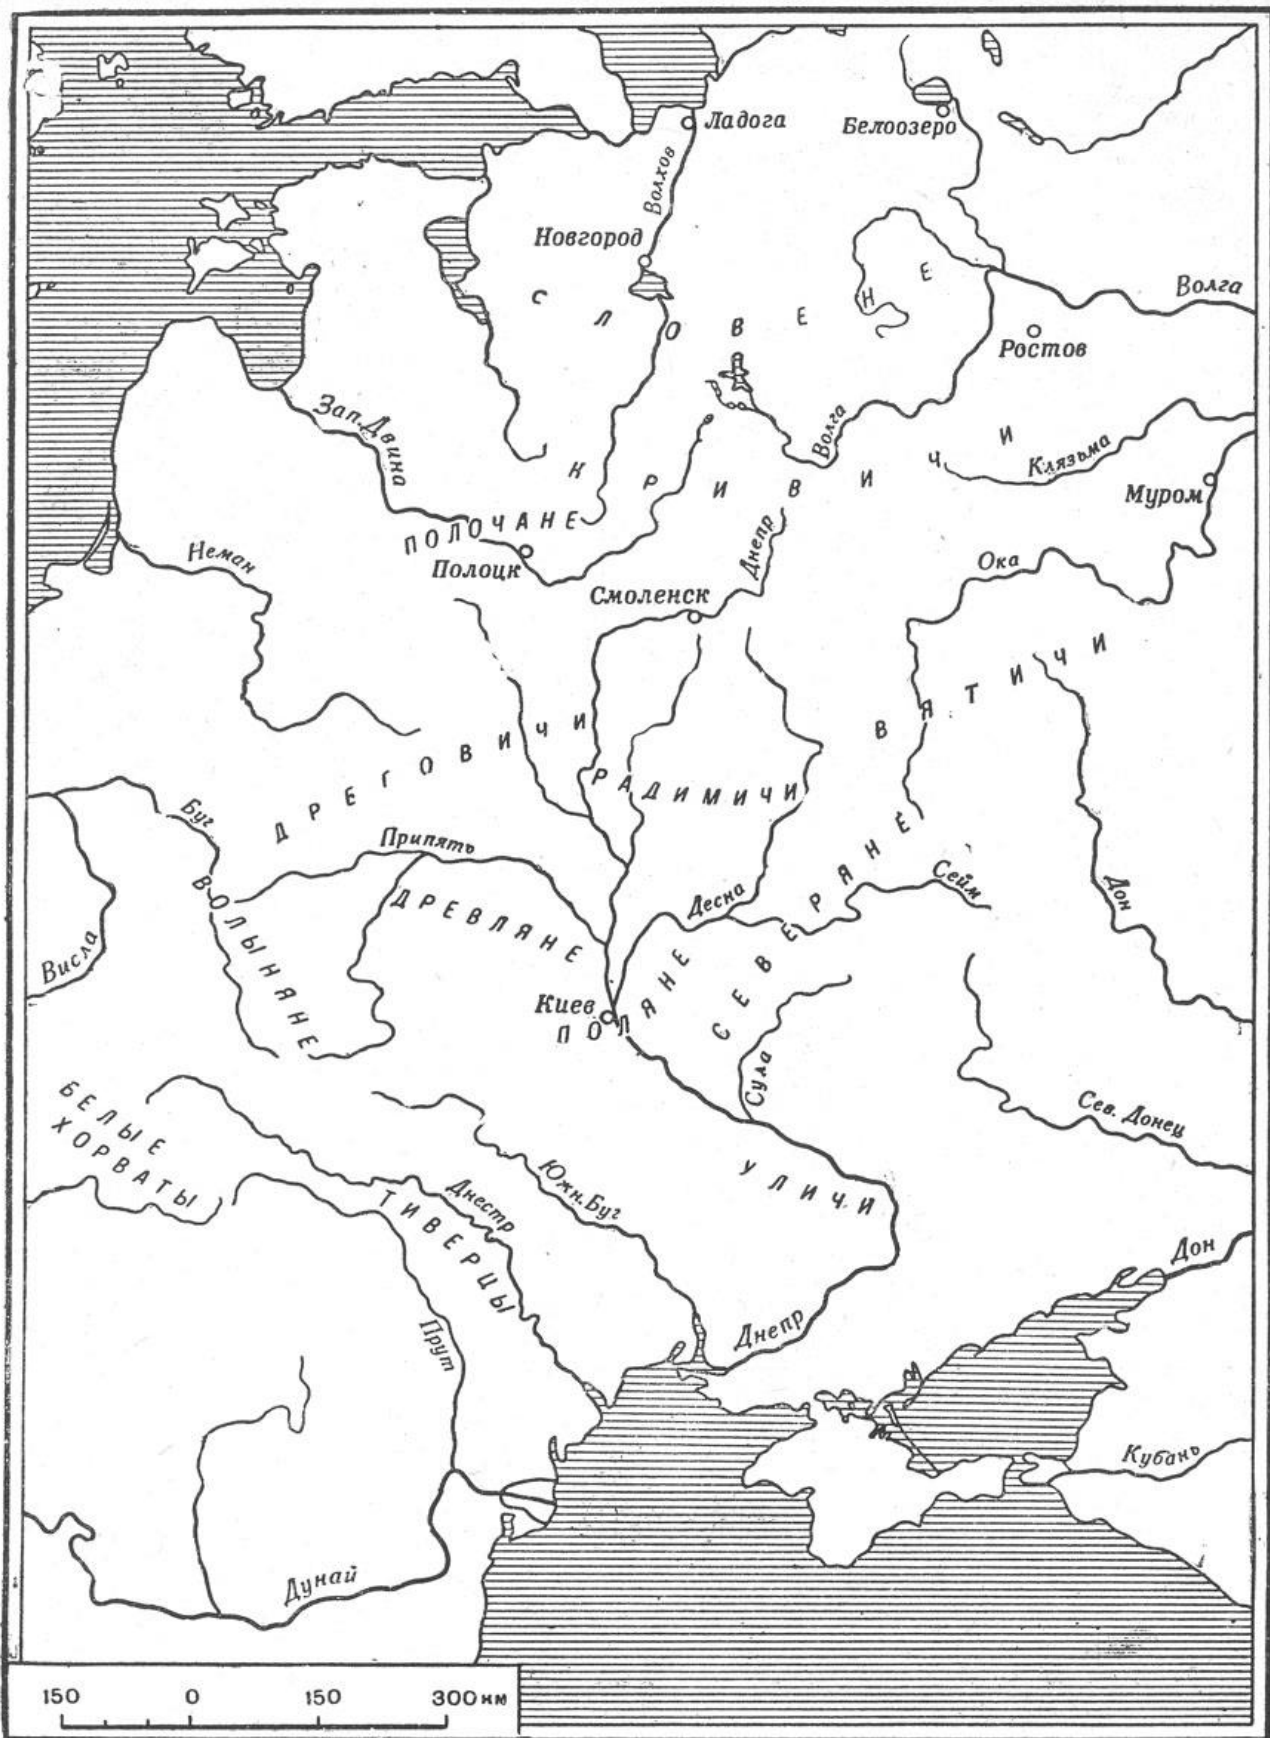 Ладога
Белоозеро
Волхов
Новгород
СЛОВЕНЕ
Волга
Ростов
Зап. Двина
Волга
КРИВИЧИ
Клязьма
Муром
ПОЛОЧАНЕ
Полоцк
Неман
Днепр
Ока
Смоленск
ВЯТИЧИ
ДРЕГОВИЧИ
РАДИМИЧИ
Буг
Припять
ВОЛЫНЯНЕ
ДРЕВЛЯНЕ
Десна
СЕВЕРЯНЕ
Сейм
Дон
Висла
Киев
ПОЛЯНЕ
Сула
БЕЛЫЕ
ХОРВАТЫ
Сев. Донец
Южн. Буг
УЛИЧИ
Днестр
ТИВЕРЦЫ
Дон
Прут
Днепр
Кубань
Дунай
150 0 150 300 км